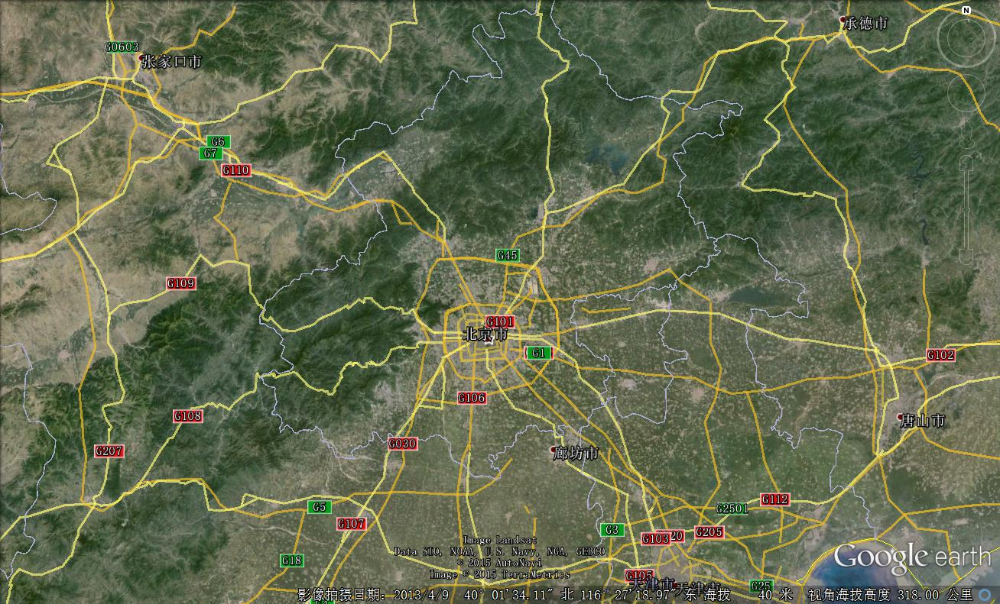 N
承德市
G0603
张家口市
G6
G7
G110
G45
G109
G101
北京市
G1
G102
G106
G108
唐山市
G030
G207
廊坊市
G112
G5
G2501
G107
G3
G205
G103
20
Image Landsat
Data SIO, NOAA, U.S. Navy, NGA, GEBCO
© 2015 AutoNavi
Image © 2015 TerraMetrics
G18
Google earth
G105
天津市
天津市
G25
影像拍摄日期: 2013/4/9 40° 01'34.11" 北 116° 27'18.97" 东 海拔 40 米 视角海拔高度 318.00 公里